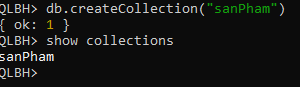 QLBH> db.createCollection("sanPham")
{ ok: 1 }
QLBH> show collections
sanPham
QLBH>